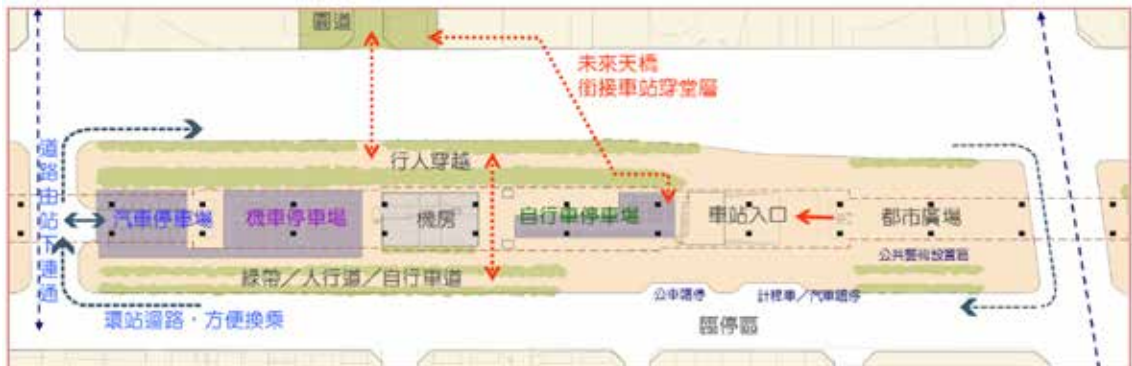 園道
未來天橋
銜接車站穿堂層
道路由站下連通
行人穿越
汽車停車場
機車停車場
機房
自行車停車場
車站入口
都市廣場
公共藝術設置區
綠帶／人行道／自行車道
公車臨停
計程車／汽車臨停
環站邊路‧方便換乘
臨停區